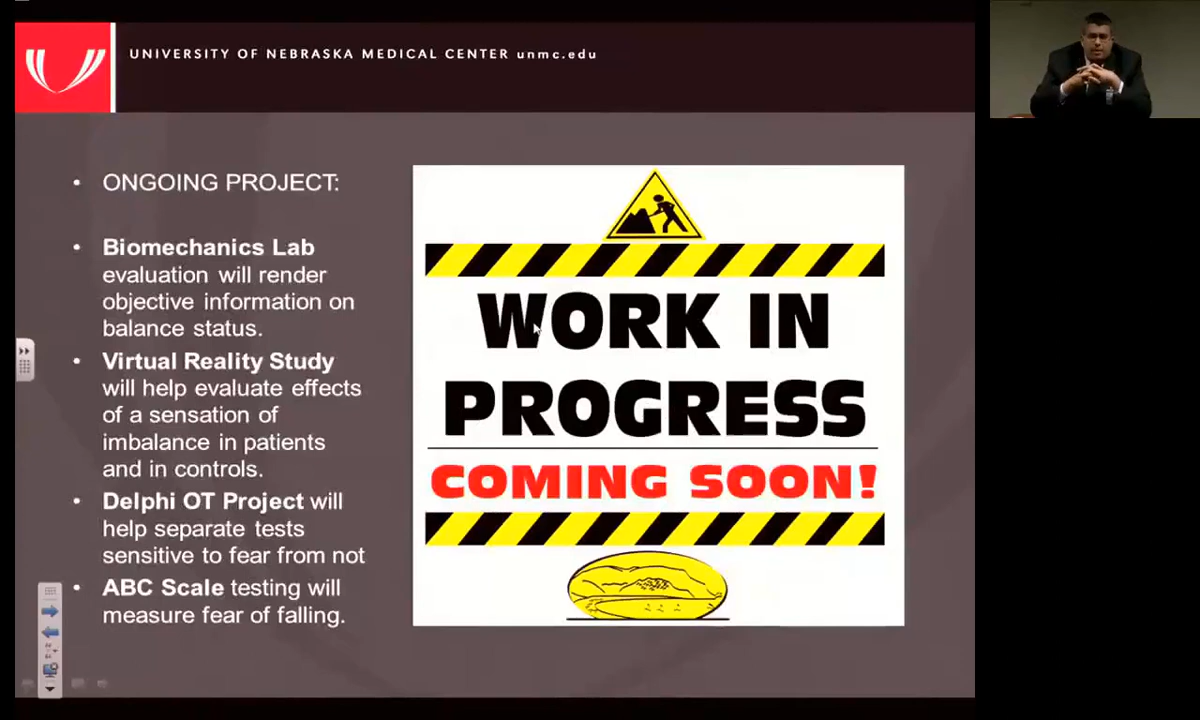 UNIVERSITY OF NEBRASKA MEDICAL CENTER unmc.edu
• ONGOING PROJECT:
• Biomechanics Lab
evaluation will render
objective information on
balance status.
• Virtual Reality Study
will help evaluate effects
of a sensation of
imbalance in patients
and in controls.
• Delphi OT Project will
help separate tests
sensitive to fear from not
• ABC Scale testing will
measure fear of falling.
WORK IN
PROGRESS
COMING SOON!